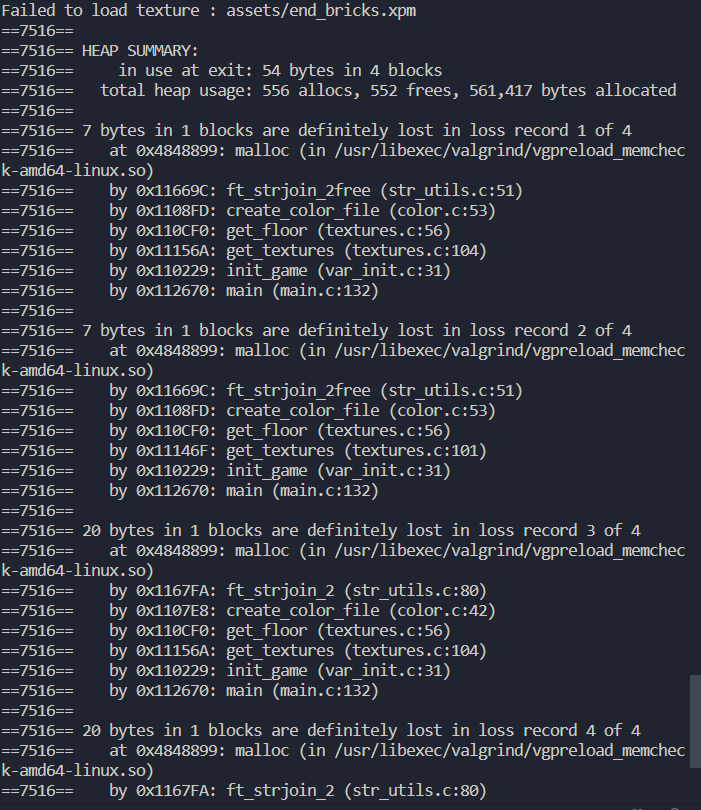 Failed to load texture : assets/end_bricks.xpm
==7516==
==7516== HEAP SUMMARY:
==7516==     in use at exit: 54 bytes in 4 blocks
==7516==   total heap usage: 556 allocs, 552 frees, 561,417 bytes allocated
==7516==
==7516== 7 bytes in 1 blocks are definitely lost in loss record 1 of 4
==7516==    at 0x4848899: malloc (in /usr/libexec/valgrind/vgpreload_memchec
k-amd64-linux.so)
==7516==    by 0x11669C: ft_strjoin_2free (str_utils.c:51)
==7516==    by 0x1108FD: create_color_file (color.c:53)
==7516==    by 0x110CF0: get_floor (textures.c:56)
==7516==    by 0x11156A: get_textures (textures.c:104)
==7516==    by 0x110229: init_game (var_init.c:31)
==7516==    by 0x112670: main (main.c:132)
==7516==
==7516== 7 bytes in 1 blocks are definitely lost in loss record 2 of 4
==7516==    at 0x4848899: malloc (in /usr/libexec/valgrind/vgpreload_memchec
k-amd64-linux.so)
==7516==    by 0x11669C: ft_strjoin_2free (str_utils.c:51)
==7516==    by 0x1108FD: create_color_file (color.c:53)
==7516==    by 0x110CF0: get_floor (textures.c:56)
==7516==    by 0x11146F: get_textures (textures.c:101)
==7516==    by 0x110229: init_game (var_init.c:31)
==7516==    by 0x112670: main (main.c:132)
==7516==
==7516== 20 bytes in 1 blocks are definitely lost in loss record 3 of 4
==7516==    at 0x4848899: malloc (in /usr/libexec/valgrind/vgpreload_memchec
k-amd64-linux.so)
==7516==    by 0x1167FA: ft_strjoin_2 (str_utils.c:80)
==7516==    by 0x1107E8: create_color_file (color.c:42)
==7516==    by 0x110CF0: get_floor (textures.c:56)
==7516==    by 0x11156A: get_textures (textures.c:104)
==7516==    by 0x110229: init_game (var_init.c:31)
==7516==    by 0x112670: main (main.c:132)
==7516==
==7516== 20 bytes in 1 blocks are definitely lost in loss record 4 of 4
==7516==    at 0x4848899: malloc (in /usr/libexec/valgrind/vgpreload_memchec
k-amd64-linux.so)
==7516==    by 0x1167FA: ft_strjoin_2 (str_utils.c:80)